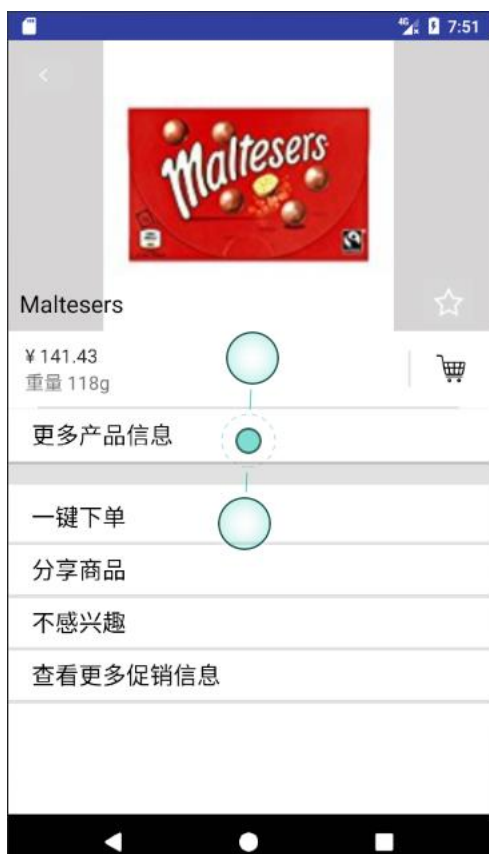 4G 7:51
Maltesers
Maltesers
¥ 141.43
重量 118g
更多产品信息
一键下单
分享商品
不感兴趣
查看更多促销信息